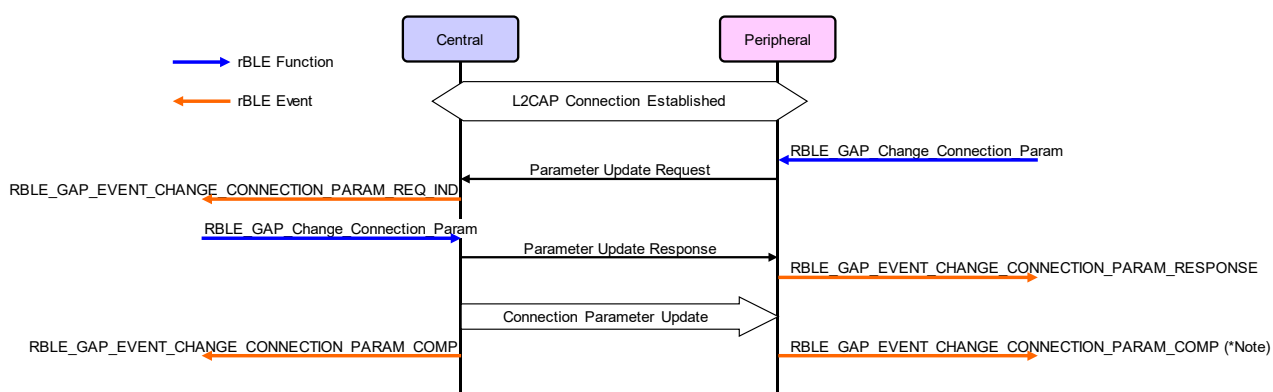 Central
Peripheral
rBLE Function
rBLE Event
L2CAP Connection Established
RBLE_GAP_Change_Connection_Param
Parameter Update Request
RBLE_GAP_EVENT_CHANGE_CONNECTION_PARAM_REQ_IND
RBLE_GAP_Change_Connection_Param
Parameter Update Response
RBLE_GAP_EVENT_CHANGE_CONNECTION_PARAM_RESPONSE
Connection Parameter Update
RBLE_GAP_EVENT_CHANGE_CONNECTION_PARAM_COMP
RBLE_GAP_EVENT_CHANGE_CONNECTION_PARAM_COMP (*Note)